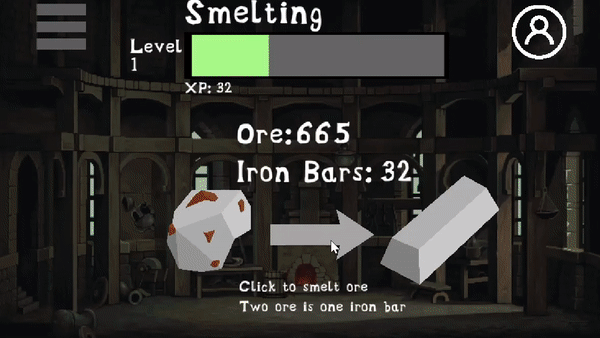 Smelting
Level
1
XP: 32
Ore:665
Iron Bars: 32
Click to smelt ore
Two ore is one iron bar